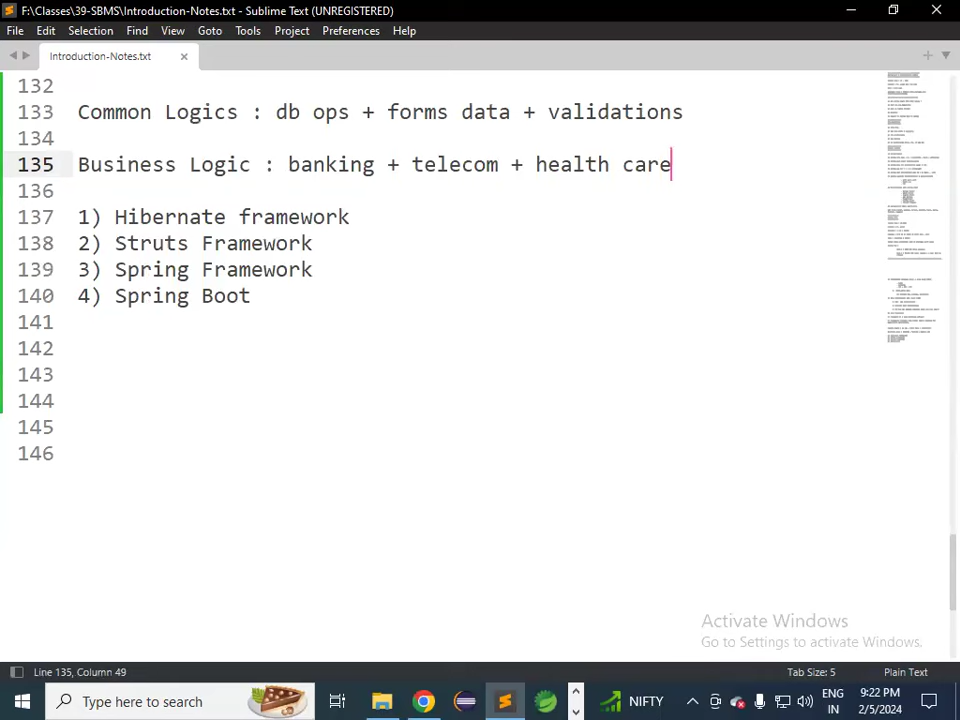 F:\Classes\39-SBMS\Introduction-Notes.txt - Sublime Text (UNREGISTERED)
File Edit Selection Find View Goto Tools Project Preferences Help
Introduction-Notes.txt
132
133 Common Logics : db ops + forms data + validations
134
135 Business Logic : banking + telecom + health care
136
137 1) Hibernate framework
138 2) Struts Framework
139 3) Spring Framework
140 4) Spring Boot
141
142
143
144
145
146
Activate Windows
Go to Settings to activate Windows.
Line 135, Column 49 Tab Size: 5 Plain Text
Type here to search NIFTY ENG IN 9:22 PM 2/5/2024